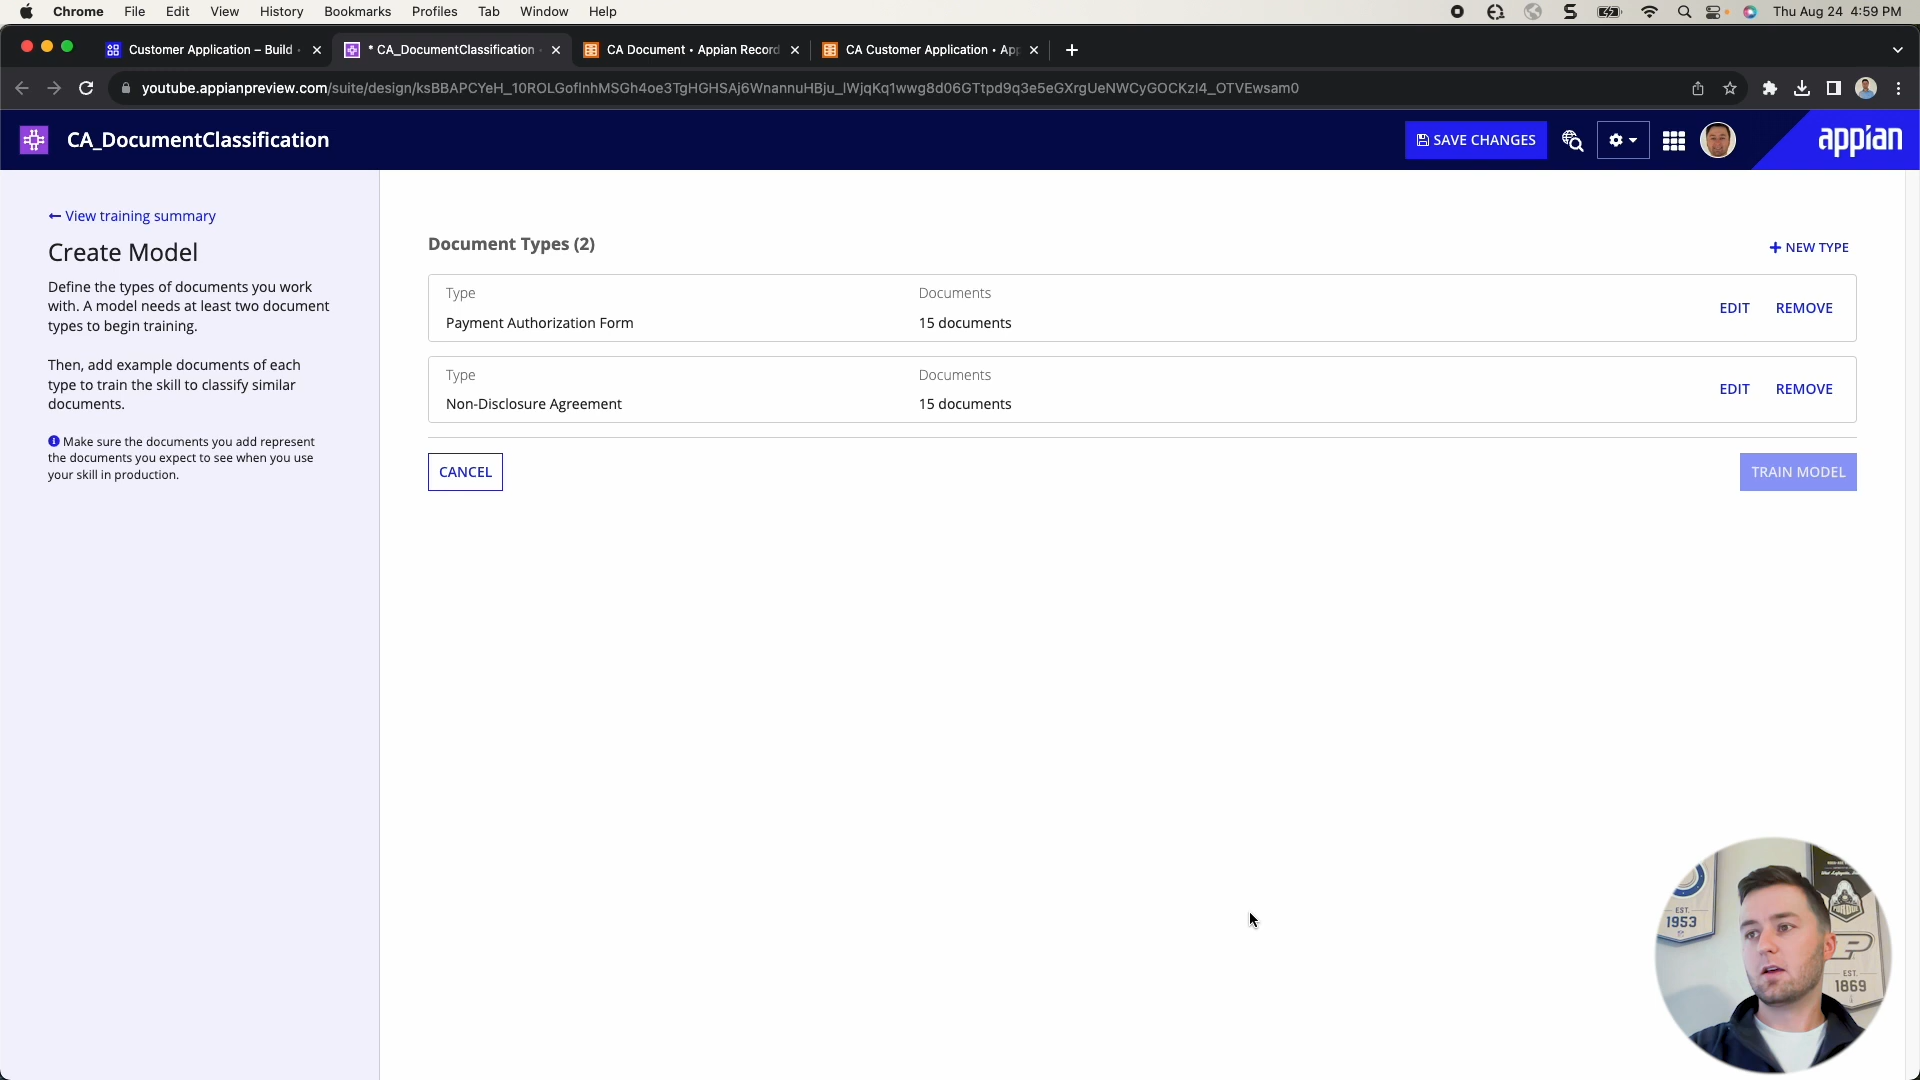 Chrome File Edit View History Bookmarks Profiles Tab Window Help Thu Aug 24 4:59 PM
Customer Application – Build * CA_DocumentClassification CA Document • Appian Record CA Customer Application • Ap
youtube.appianpreview.com/suite/design/
CA_DocumentClassification SAVE CHANGES appian
← View training summary
Create Model
Define the types of documents you work
with. A model needs at least two document
types to begin training.
Then, add example documents of each
type to train the skill to classify similar
documents.
Make sure the documents you add represent
the documents you expect to see when you use
your skill in production.
Document Types (2)
+ NEW TYPE
Type Documents
Payment Authorization Form 15 documents
EDIT REMOVE
Type Documents
Non-Disclosure Agreement 15 documents
EDIT REMOVE
CANCEL TRAIN MODEL
EST.
1953
P
EST.
1869